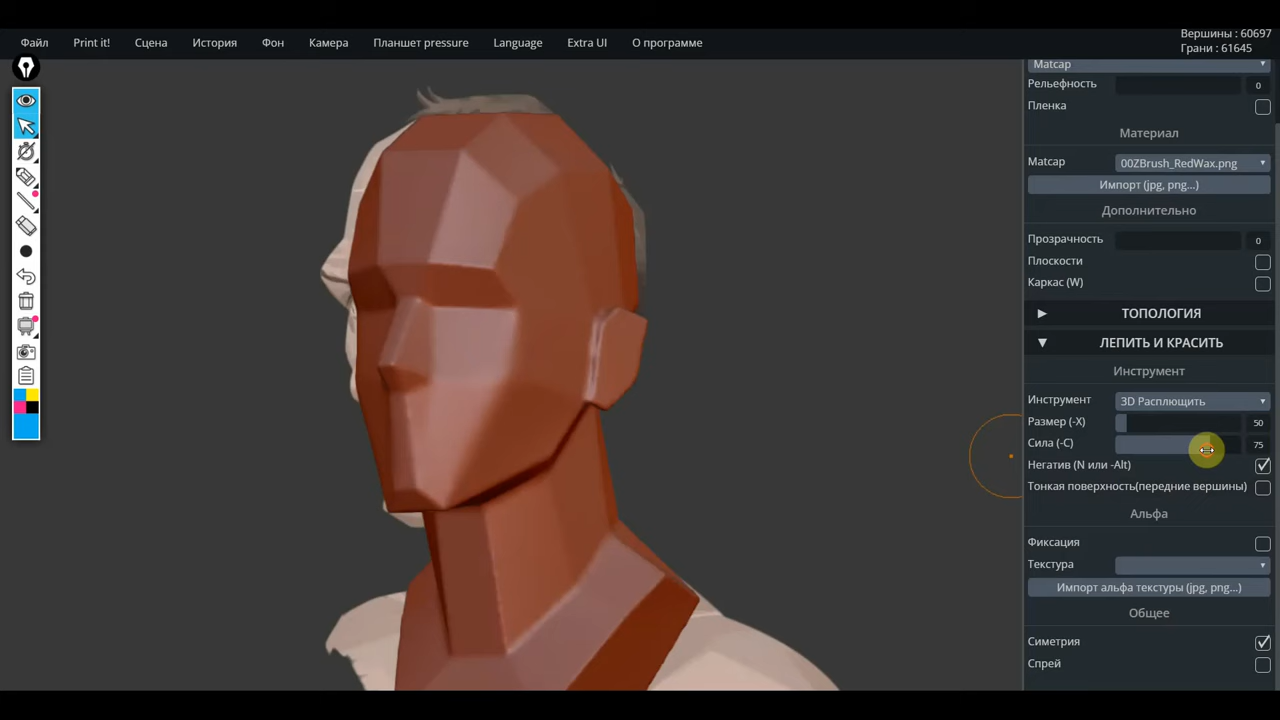 Файл Print it! Сцена История Фон Камера Планшет pressure Language Extra UI О программе
Вершины : 60697
Грани : 61645
Matcap
Рельефность 0
Пленка
Материал
Matcap 00ZBrush_RedWax.png
Импорт (jpg, png...)
Дополнительно
Прозрачность 0
Плоскости
Каркас (W)
ТОПОЛОГИЯ
ЛЕПИТЬ И КРАСИТЬ
Инструмент
Инструмент 3D Расплющить
Размер (-X) 50
Сила (-C) 75
Негатив (N или -Alt)
Тонкая поверхность(передние вершины)
Альфа
Фиксация
Текстура
Импорт альфа текстуры (jpg, png...)
Общее
Симетрия
Спрей